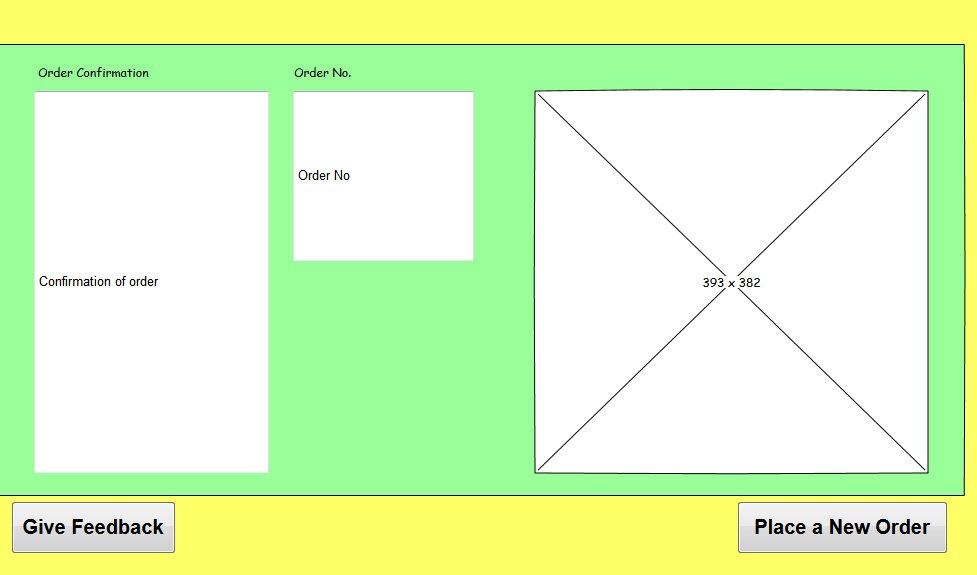 Order Confirmation
Order No.
Order No
Confirmation of order
393 x 382
Give Feedback
Place a New Order